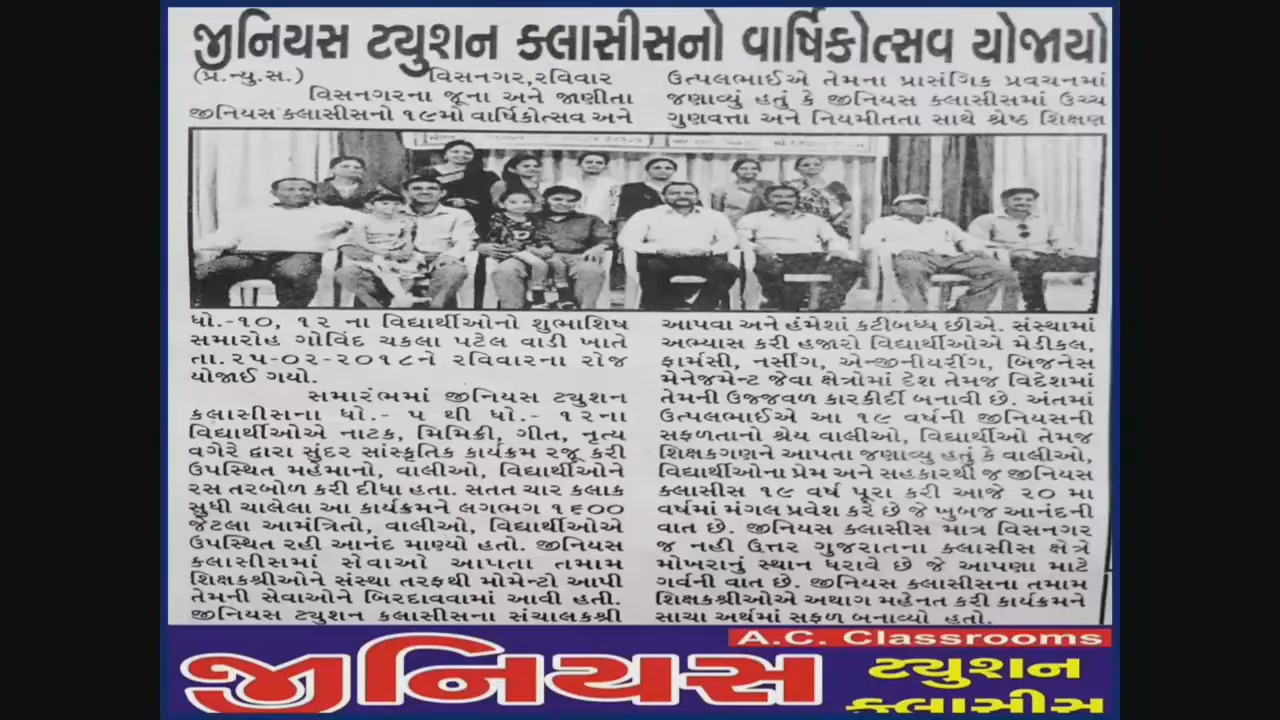 જીનિયસ ટ્યુશન ક્લાસીસનો વાર્ષિકોત્સવ યોજાયો
(પ્ર.ન્યુ.સ.) વિસનગર,રવિવાર
વિસનગરના જૂના અને જાણીતા
જીનિયસ ક્લાસીસનો ૧૯મો વાર્ષિકોત્સવ અને
ધો.-૧૦, ૧૨ ના વિદ્યાર્થીઓનો શુભાશિષ
સમારોહ ગોવિંદ ચકલા પટેલ વાડી ખાતે
તા.૨૫-૦૨-૨૦૧૮ને રવિવારના રોજ
યોજાઈ ગયો.
સમારંભમાં જીનિયસ ટ્યુશન
કલાસીસના ધો.- ૫ થી ધો.- ૧૨ના
વિદ્યાર્થીઓએ નાટક, મિમિક્રી, ગીત, નૃત્ય
વગેરે દ્વારા સુંદર સાંસ્કૃતિક કાર્યક્રમ રજૂ કરી
ઉપસ્થિત મહેમાનો, વાલીઓ, વિદ્યાર્થીઓને
રસ તરબોળ કરી દીધા હતા. સતત ચાર કલાક
સુધી ચાલેલા આ કાર્યક્રમને લગભગ ૧૬૦૦
જેટલા આમંત્રિતો, વાલીઓ, વિદ્યાર્થીઓએ
ઉપસ્થિત રહી આનંદ માણ્યો હતો. જીનિયસ
કલાસીસમાં સેવાઓ આપતા તમામ
શિક્ષકશ્રીઓને સંસ્થા તરફથી મોમેન્ટો આપી
તેમની સેવાઓને બિરદાવવામાં આવી હતી.
જીનિયસ ટ્યુશન કલાસીસના સંચાલકશ્રી
ઉત્પલભાઈએ તેમના પ્રાસંગિક પ્રવચનમાં
જણાવ્યું હતું કે જીનિયસ કલાસીસમાં ઉચ્ચ
ગુણવત્તા અને નિયમીતતા સાથે શ્રેષ્ઠ શિક્ષણ
આપવા અને હંમેશાં કટીબધ્ધ છીએ. સંસ્થામાં
અભ્યાસ કરી હજારો વિદ્યાર્થીઓએ મેડીકલ,
ફાર્મસી, નર્સીંગ, એન્જીનીયરીંગ, બિજનેસ
મેનેજમેન્ટ જેવા ક્ષેત્રોમાં દેશ તેમજ વિદેશમાં
તેમની ઉજ્જવળ કારકીર્દી બનાવી છે. અંતમાં
ઉત્પલભાઈએ આ ૧૯ વર્ષની જીનિયસની
સફળતાનો શ્રેય વાલીઓ, વિદ્યાર્થીઓ તેમજ
શિક્ષકગણને આપતા જણાવ્યુ હતું કે વાલીઓ,
વિદ્યાર્થીઓના પ્રેમ અને સહકારથી જ જીનિયસ
ક્લાસીસ ૧૯ વર્ષ પૂરા કરી આજે ૨૦ મા
વર્ષમાં મંગલ પ્રવેશ કરે છે જે ખુબજ આનંદની
વાત છે. જીનિયસ ક્લાસીસ માત્ર વિસનગર
જ નહી ઉત્તર ગુજરાતના ક્લાસીસ ક્ષેત્રે
મોખરાનું સ્થાન ધરાવે છે જે આપણા માટે
ગર્વની વાત છે. જીનિયસ ક્લાસીસના તમામ
શિક્ષકશ્રીઓએ અથાગ મહેનત કરી કાર્યક્રમને
સાચા અર્થમાં સફળ બનાવ્યો હતો.
A.C. Classrooms
જીનિયસ
ટ્યુશન
ક્લાસીસ